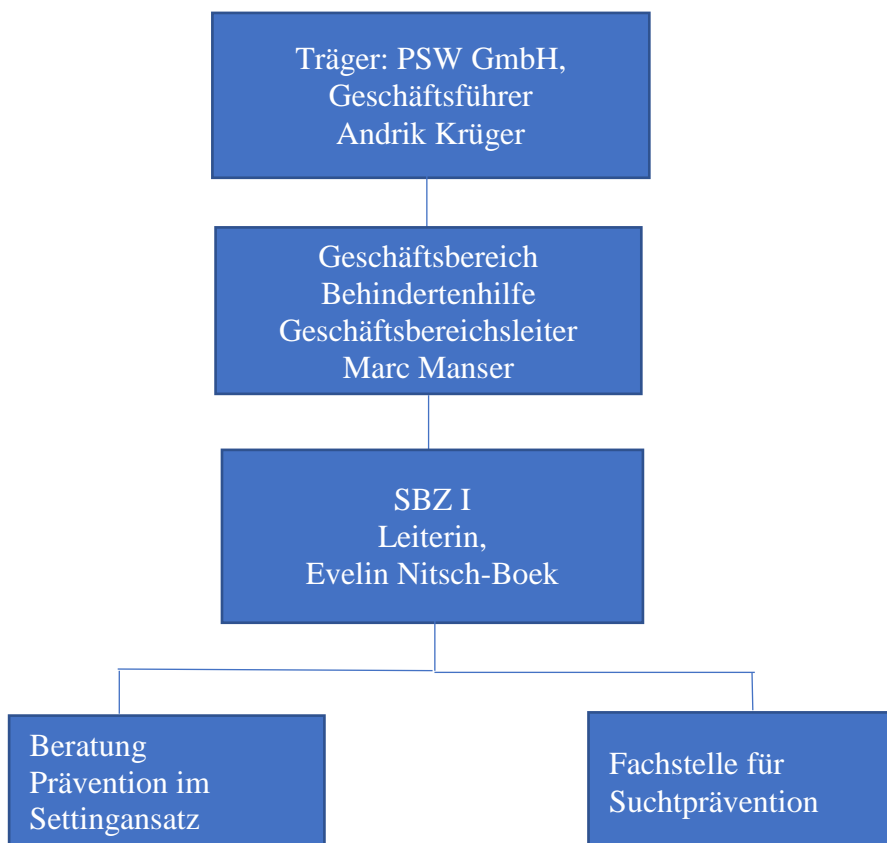 Träger: PSW GmbH,
Geschäftsführer
Andrik Krüger
Geschäftsbereich
Behindertenhilfe
Geschäftsbereichsleiter
Marc Manser
SBZ I
Leiterin,
Evelin Nitsch-Boek
Beratung
Prävention im
Settingansatz
Fachstelle für
Suchtprävention